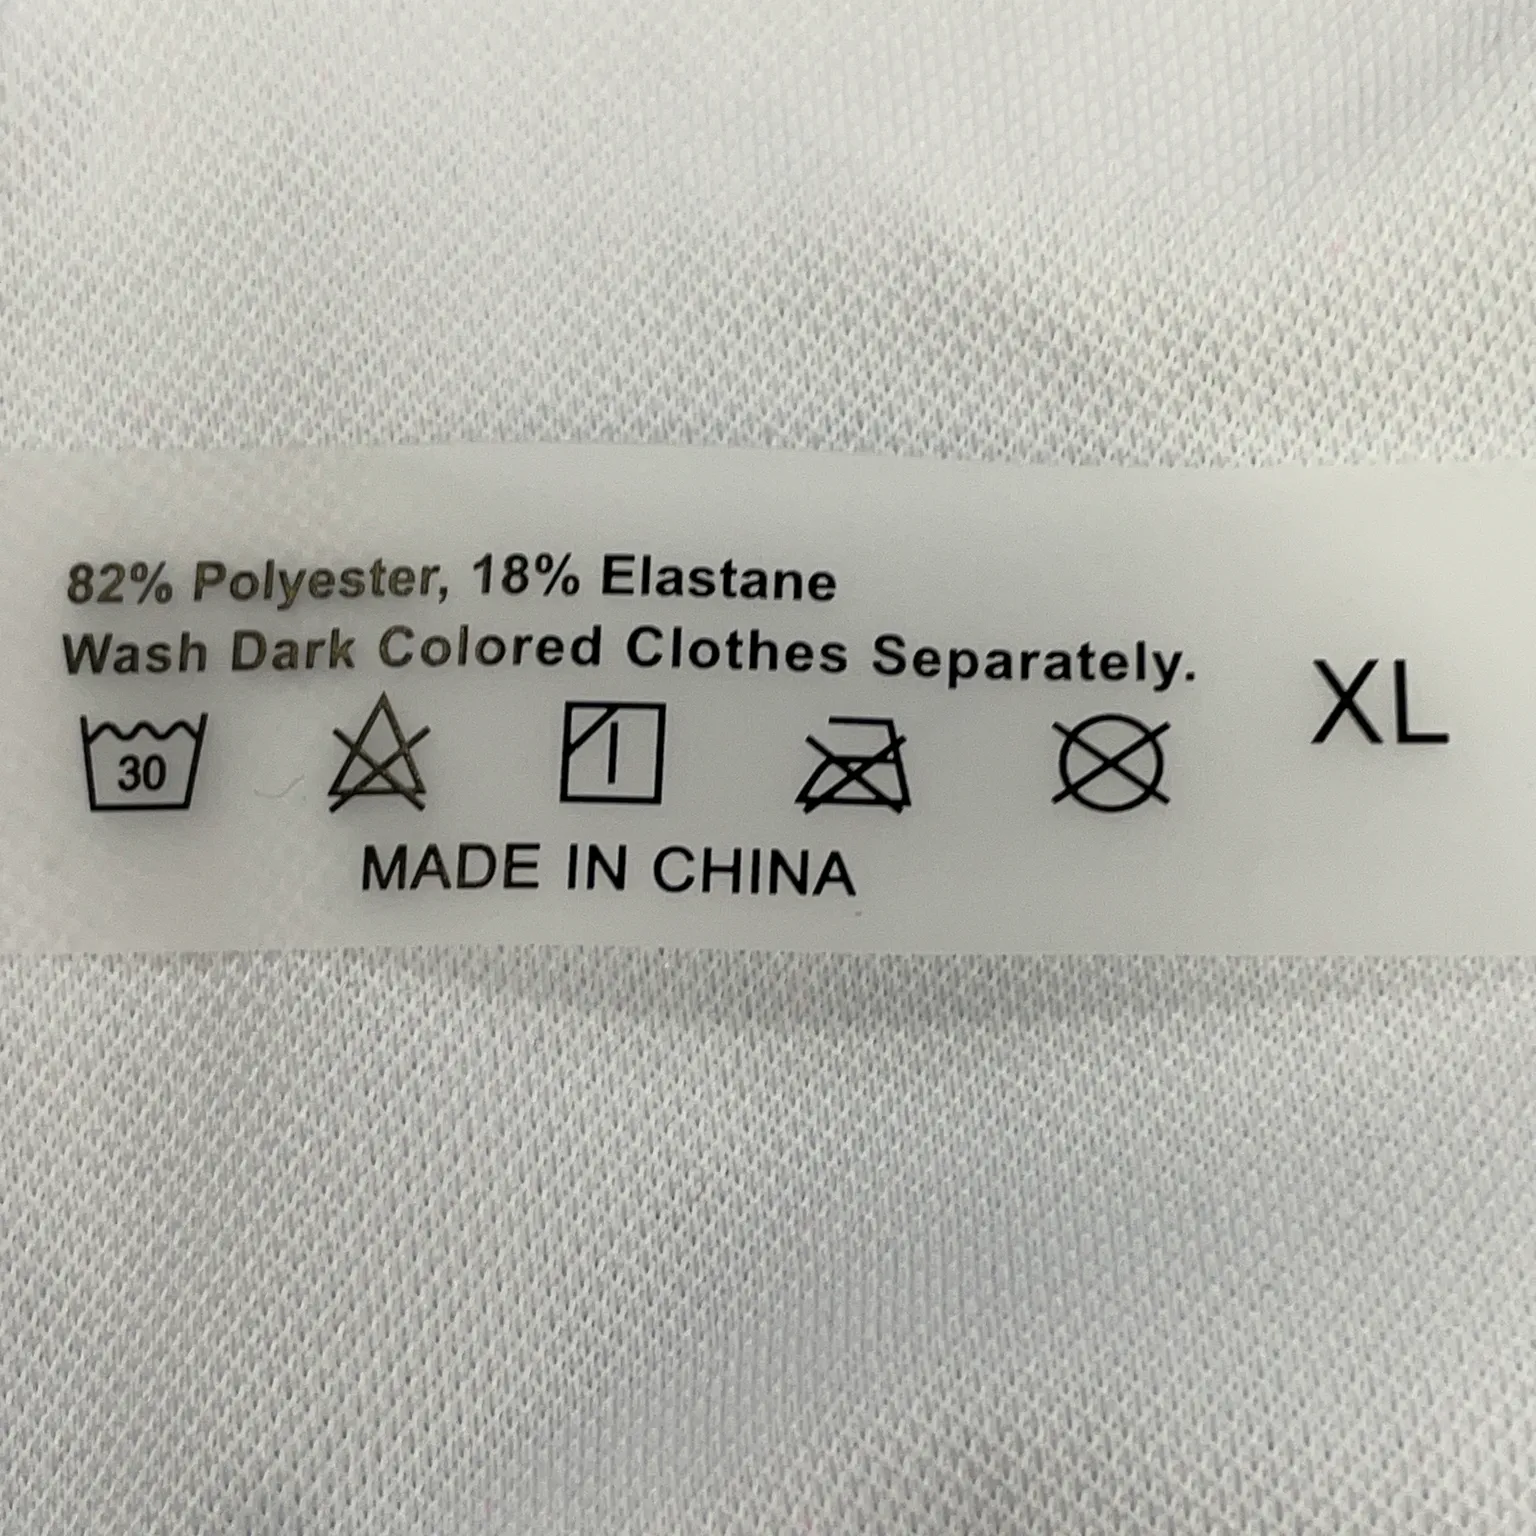 82% Polyester, 18% Elastane
Wash Dark Colored Clothes Separately.
XL
30
MADE IN CHINA